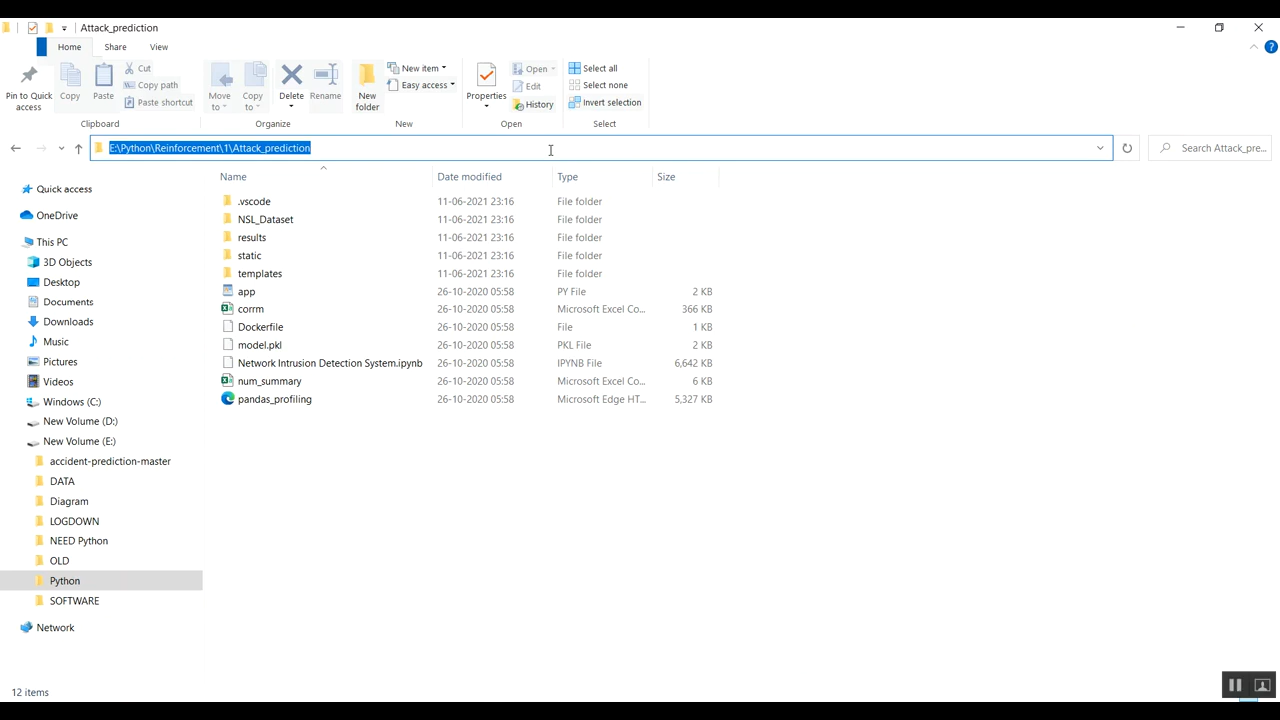 Attack_prediction
Home Share View
Pin to Quick access
Copy
Paste
Cut
Copy path
Paste shortcut
Clipboard
Move to
Copy to
Delete
Rename
Organize
New folder
New item
Easy access
New
Properties
Open
Edit
History
Open
Select all
Select none
Invert selection
Select
E:\Python\Reinforcement\1\Attack_prediction
Search Attack_pre...
Name Date modified Type Size
.vscode 11-06-2021 23:16 File folder
NSL_Dataset 11-06-2021 23:16 File folder
results 11-06-2021 23:16 File folder
static 11-06-2021 23:16 File folder
templates 11-06-2021 23:16 File folder
app 26-10-2020 05:58 PY File 2 KB
corrm 26-10-2020 05:58 Microsoft Excel Co... 366 KB
Dockerfile 26-10-2020 05:58 File 1 KB
model.pkl 26-10-2020 05:58 PKL File 2 KB
Network Intrusion Detection System.ipynb 26-10-2020 05:58 IPYNB File 6,642 KB
num_summary 26-10-2020 05:58 Microsoft Excel Co... 6 KB
pandas_profiling 26-10-2020 05:58 Microsoft Edge HT... 5,327 KB
Quick access
OneDrive
This PC
3D Objects
Desktop
Documents
Downloads
Music
Pictures
Videos
Windows (C:)
New Volume (D:)
New Volume (E:)
accident-prediction-master
DATA
Diagram
LOGDOWN
NEED Python
OLD
Python
SOFTWARE
Network
12 items